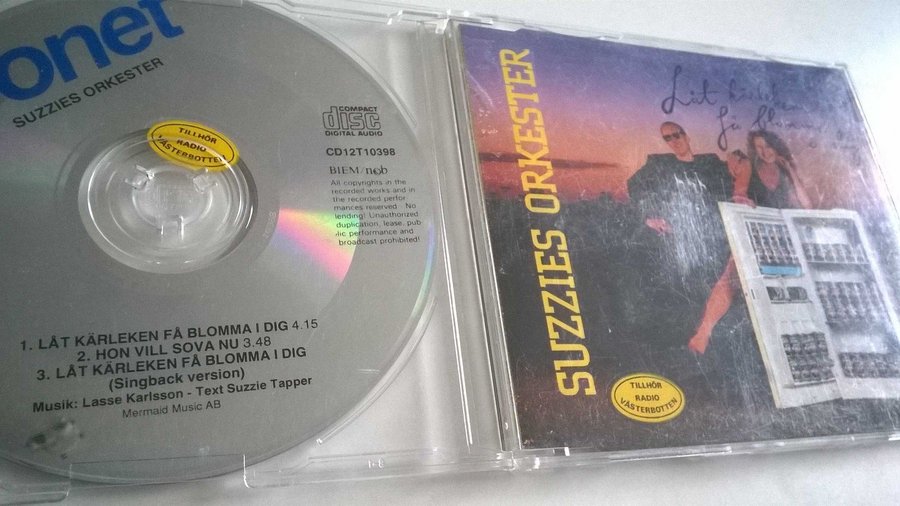 onet
SUZZIES ORKESTER
TILLHÖR
RADIO
VÄSTERBOTTEN
COMPACT
disc
DIGITAL AUDIO
CD12T10398
BIEM/ncb
All copyrights in the
recorded works and in
the recorded perfor
mances reserved. No
lending! Unauthorized
duplication, lease, pub
lic performance and
broadcast prohibited!
1. LÅT KÄRLEKEN FÅ BLOMMA I DIG 4.15
2. HON VILL SOVA NU 3.48
3. LÅT KÄRLEKEN FÅ BLOMMA I DIG
(Singback version)
Musik: Lasse Karlsson - Text Suzzie Tapper
Mermaid Music AB
SUZZIES ORKESTER
Låt
få
TILLHÖR
RADIO
VÄSTERBOTTEN